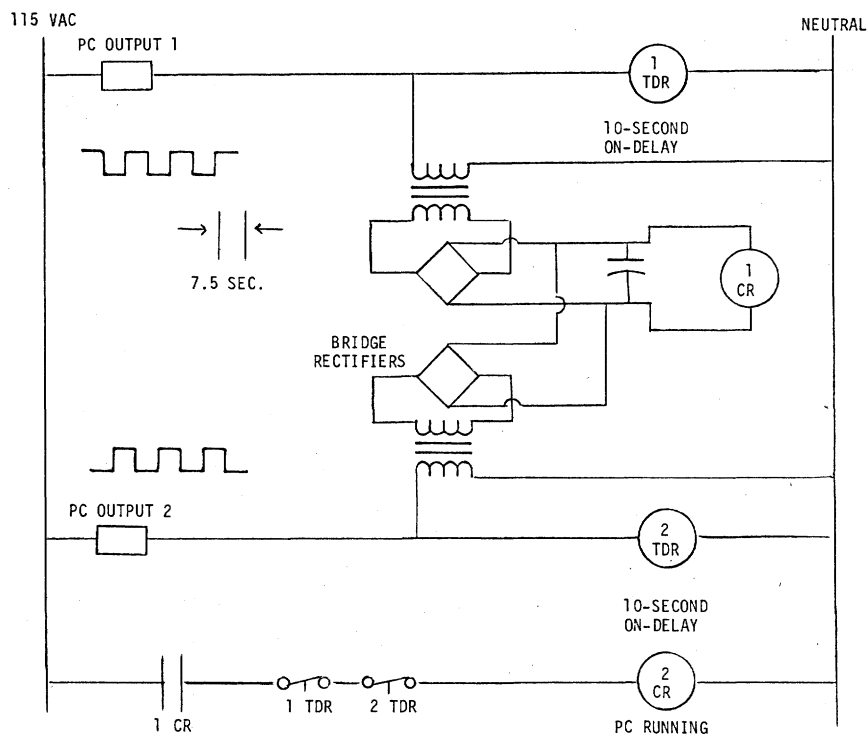 115 VAC
NEUTRAL
PC OUTPUT 1
1
TDR
10-SECOND
ON-DELAY
7.5 SEC.
1
CR
BRIDGE
RECTIFIERS
PC OUTPUT 2
2
TDR
10-SECOND
ON-DELAY
1 CR
1 TDR
2 TDR
2
CR
PC RUNNING